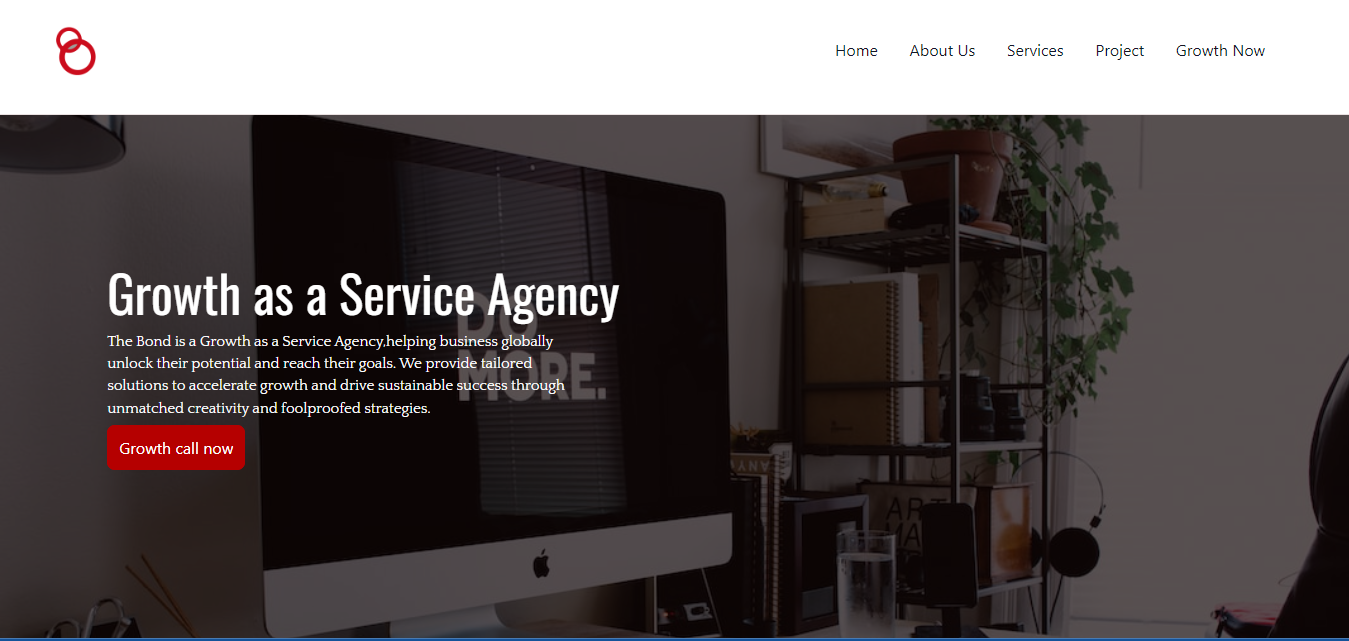 Home About Us Services Project Growth Now
Growth as a Service Agency
The Bond is a Growth as a Service Agency,helping business globally
unlock their potential and reach their goals. We provide tailored
solutions to accelerate growth and drive sustainable success through
unmatched creativity and foolproofed strategies.
DO
MORE.
Growth call now